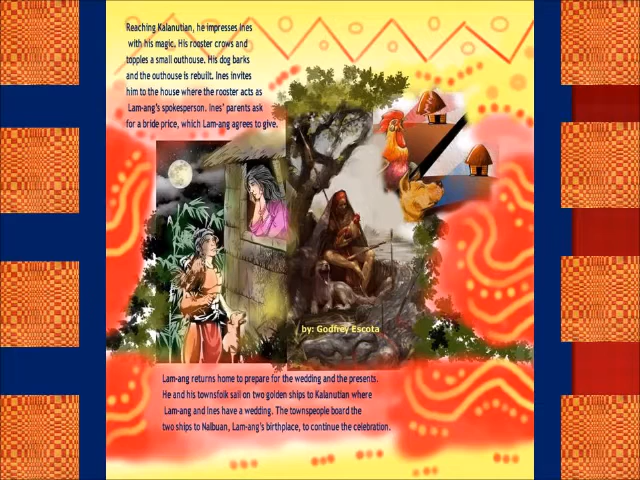 Reaching Kalanutian, he impresses Ines
with his magic. His rooster crows and
topples a small outhouse. His dog barks
and the outhouse is rebuilt. Ines invites
him to the house where the rooster acts as
Lam-ang's spokesperson. Ines' parents ask
for a bride price, which Lam-ang agrees to give.
by: Godfrey Escota
Lam-ang returns home to prepare for the wedding and the presents.
He and his townsfolk sail on two golden ships to Kalanutian where
Lam-ang and Ines have a wedding. The townspeople board the
two ships to Nalbuan, Lam-ang's birthplace, to continue the celebration.